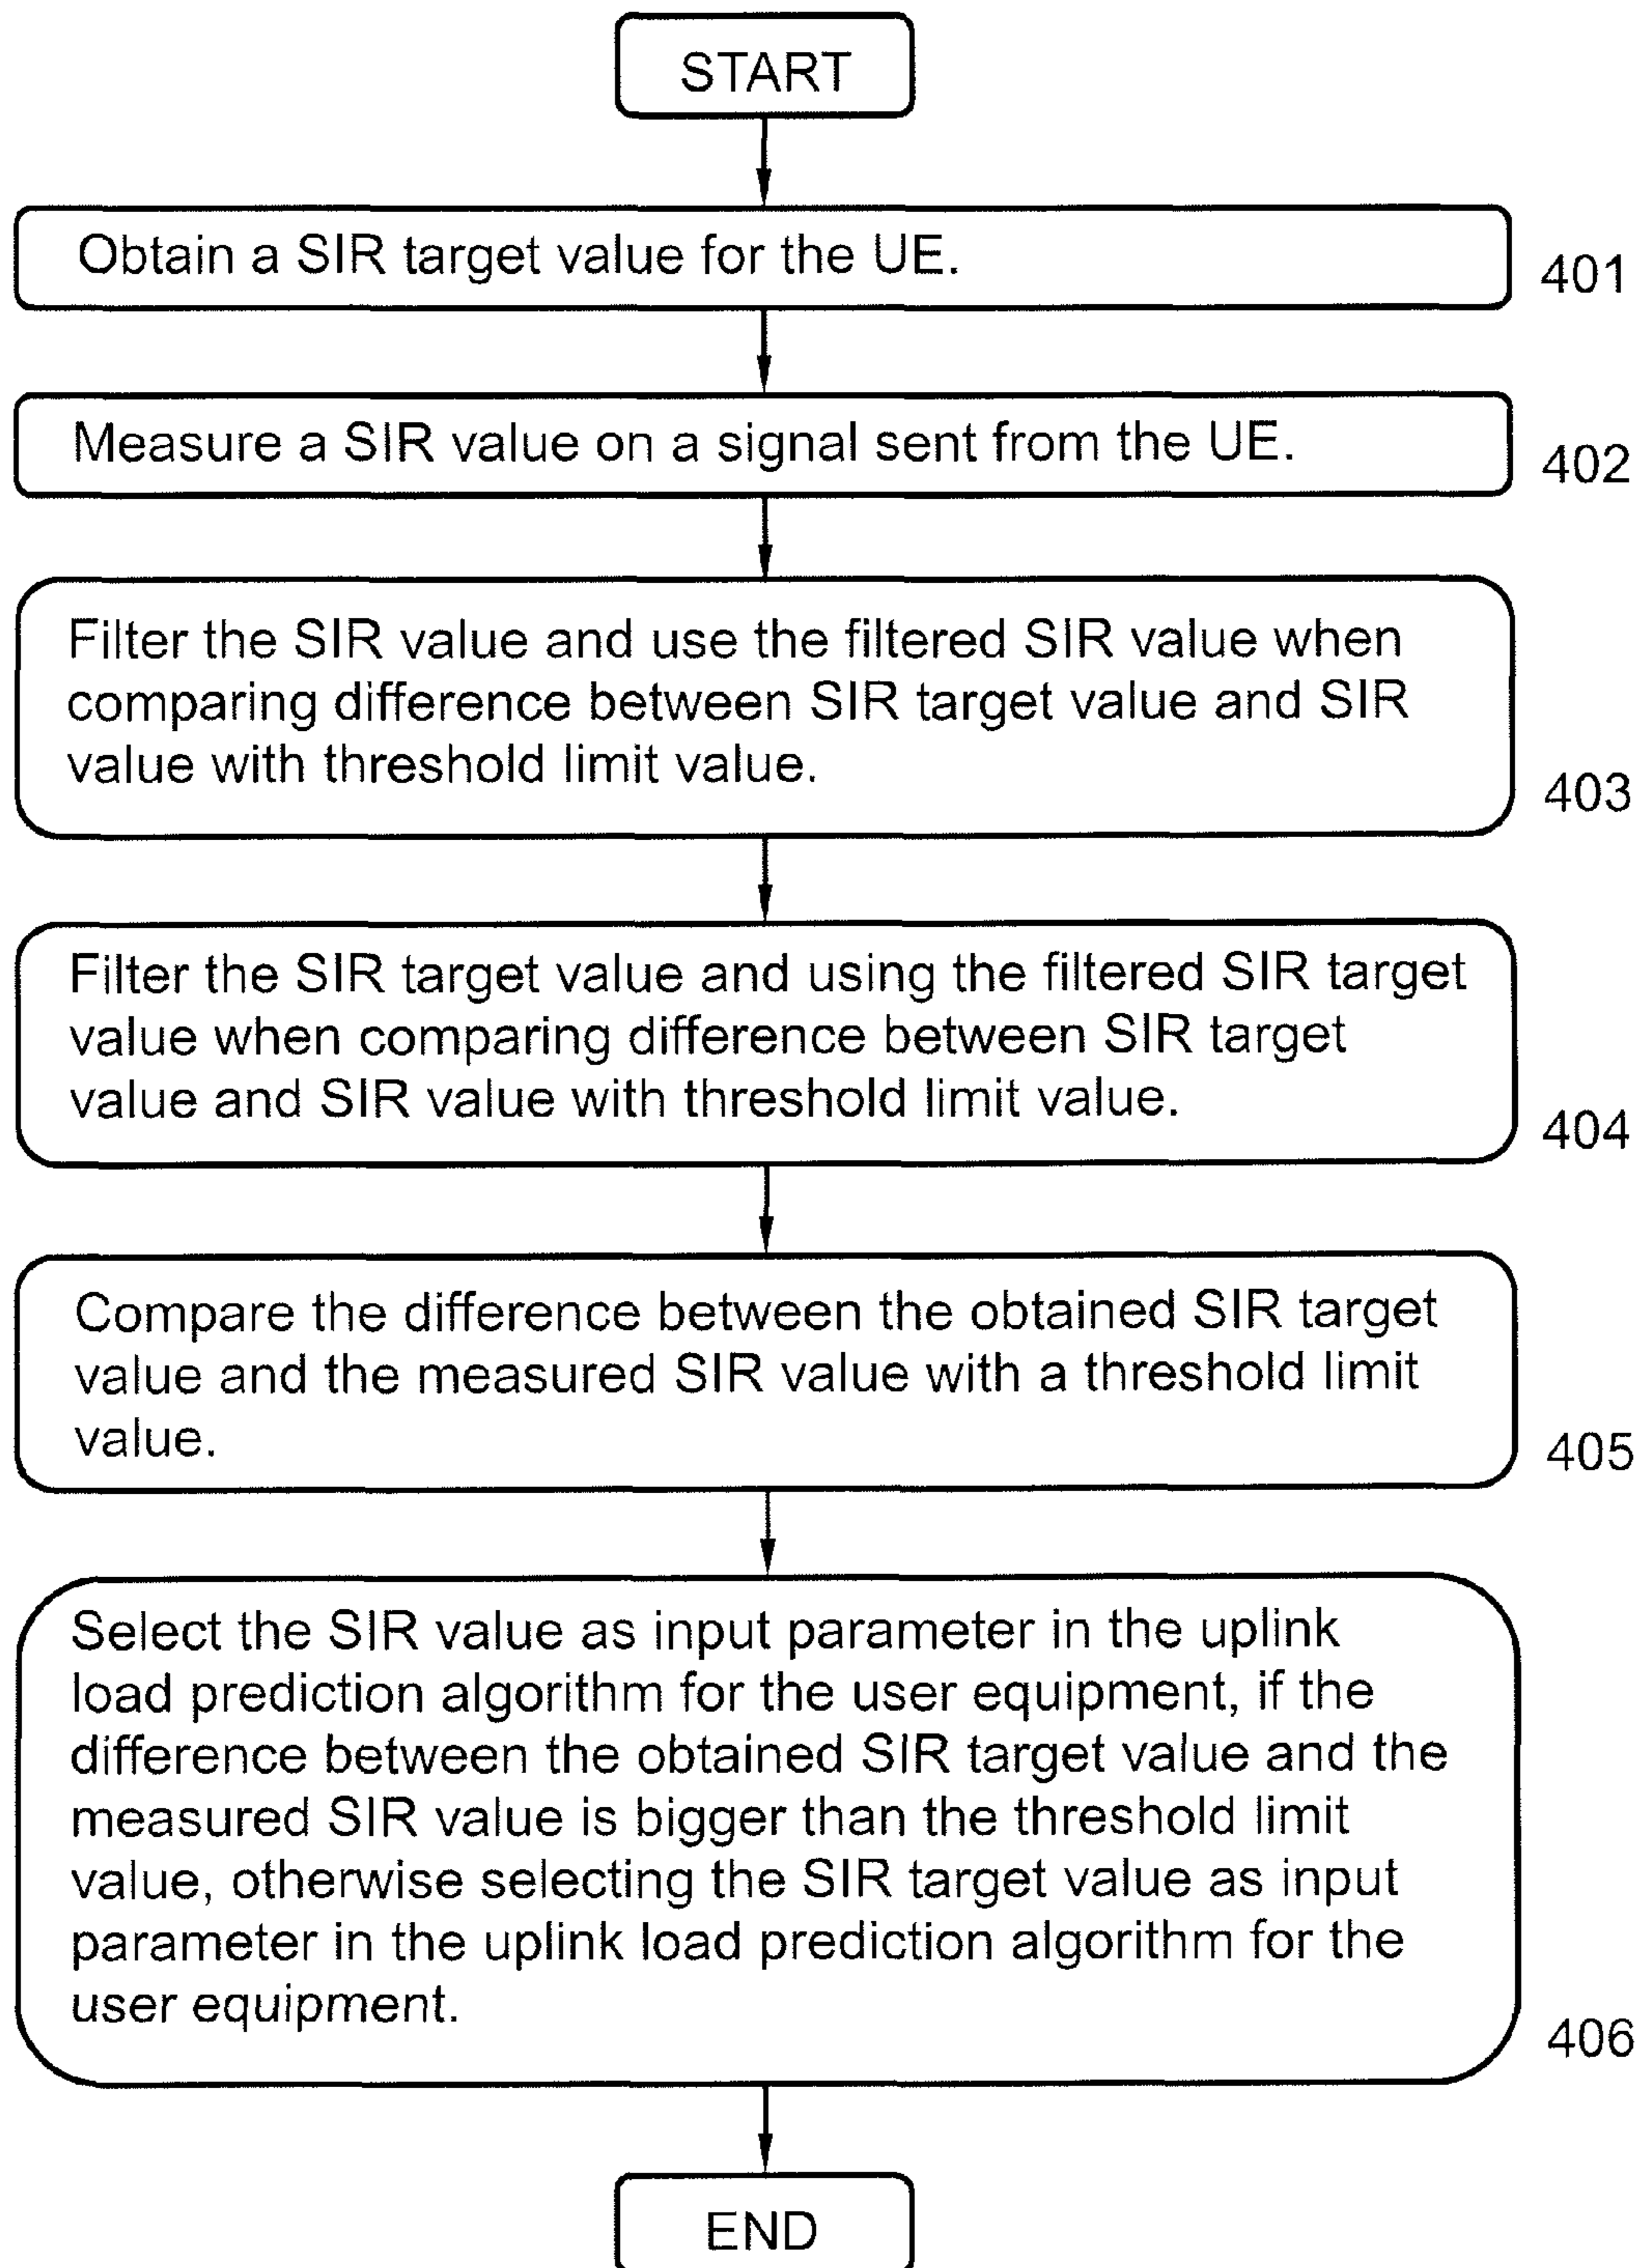 START
Obtain a SIR target value for the UE.
401
Measure a SIR value on a signal sent from the UE.
402
Filter the SIR value and use the filtered SIR value when
comparing difference between SIR target value and SIR
value with threshold limit value.
403
Filter the SIR target value and using the filtered SIR target
value when comparing difference between SIR target
value and SIR value with threshold limit value.
404
Compare the difference between the obtained SIR target
value and the measured SIR value with a threshold limit
value.
405
Select the SIR value as input parameter in the uplink
load prediction algorithm for the user equipment, if the
difference between the obtained SIR target value and the
measured SIR value is bigger than the threshold limit
value, otherwise selecting the SIR target value as input
parameter in the uplink load prediction algorithm for the
user equipment.
406
END